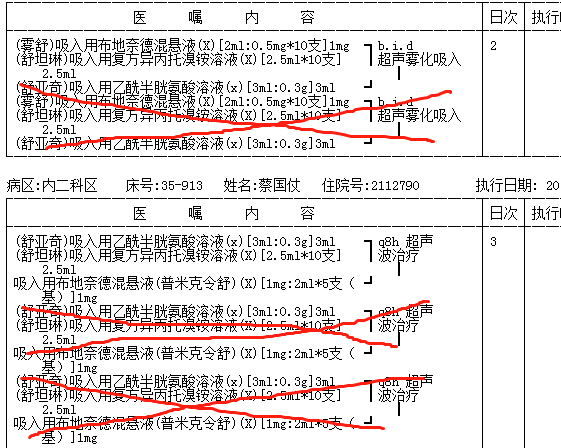 医 嘱 内 容 日次 执行
(雾舒)吸入用布地奈德混悬液(X)[2ml:0.5mg*10支]1mg b.i.d 2
(舒坦琳)吸入用复方异丙托溴铵溶液(X)[2.5ml*10支] 超声雾化吸入
2.5ml
(舒亚奇)吸入用乙酰半胱氨酸溶液(x)[3ml:0.3g]3ml
(雾舒)吸入用布地奈德混悬液(X)[2ml:0.5mg*10支]1mg b.i.d
(舒坦琳)吸入用复方异丙托溴铵溶液(X)[2.5ml*10支] 超声雾化吸入
2.5ml
(舒亚奇)吸入用乙酰半胱氨酸溶液(x)[3ml:0.3g]3ml
病区:内二科区 床号:35-913 姓名:蔡国仗 住院号:2112790 执行日期: 20
医 嘱 内 容 日次 执行
(舒亚奇)吸入用乙酰半胱氨酸溶液(x)[3ml:0.3g]3ml q8h 超声 3
(舒坦琳)吸入用复方异丙托溴铵溶液(X)[2.5ml*10支] 波治疗
2.5ml
吸入用布地奈德混悬液(普米克令舒)(X)[1mg:2ml*5支(
基）]1mg
(舒亚奇)吸入用乙酰半胱氨酸溶液(x)[3ml:0.3g]3ml q8h 超声
(舒坦琳)吸入用复方异丙托溴铵溶液(X)[2.5ml*10支] 波治疗
2.5ml
吸入用布地奈德混悬液(普米克令舒)(X)[1mg:2ml*5支(
基）]1mg
(舒亚奇)吸入用乙酰半胱氨酸溶液(x)[3ml:0.3g]3ml q8h 超声
(舒坦琳)吸入用复方异丙托溴铵溶液(X)[2.5ml*10支] 波治疗
2.5ml
吸入用布地奈德混悬液(普米克令舒)(X)[1mg:2ml*5支(
基）]1mg